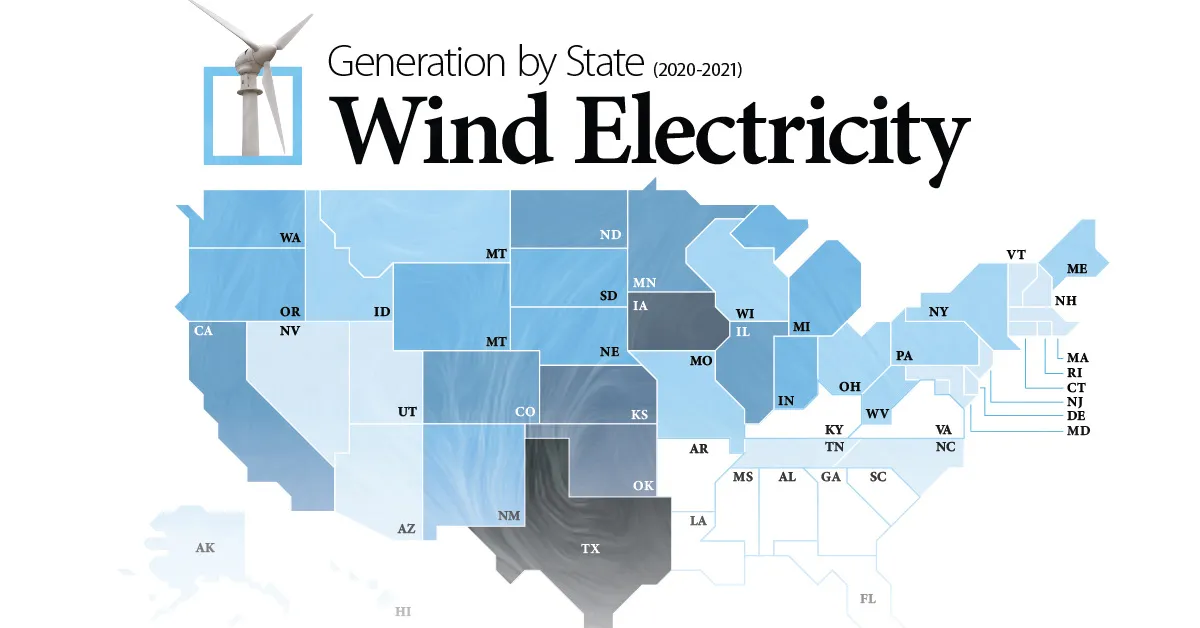 Generation by State (2020-2021)
Wind Electricity
WA
MT
ND
MN
OR
ID
MT
SD
WI
MI
NY
VT
ME
NH
CA
NV
UT
CO
NE
IA
IL
IN
OH
PA
MA
RI
CT
NJ
DE
MD
KS
MO
KY
WV
VA
AZ
NM
OK
AR
TN
NC
TX
LA
MS
AL
GA
SC
AK
HI
FL